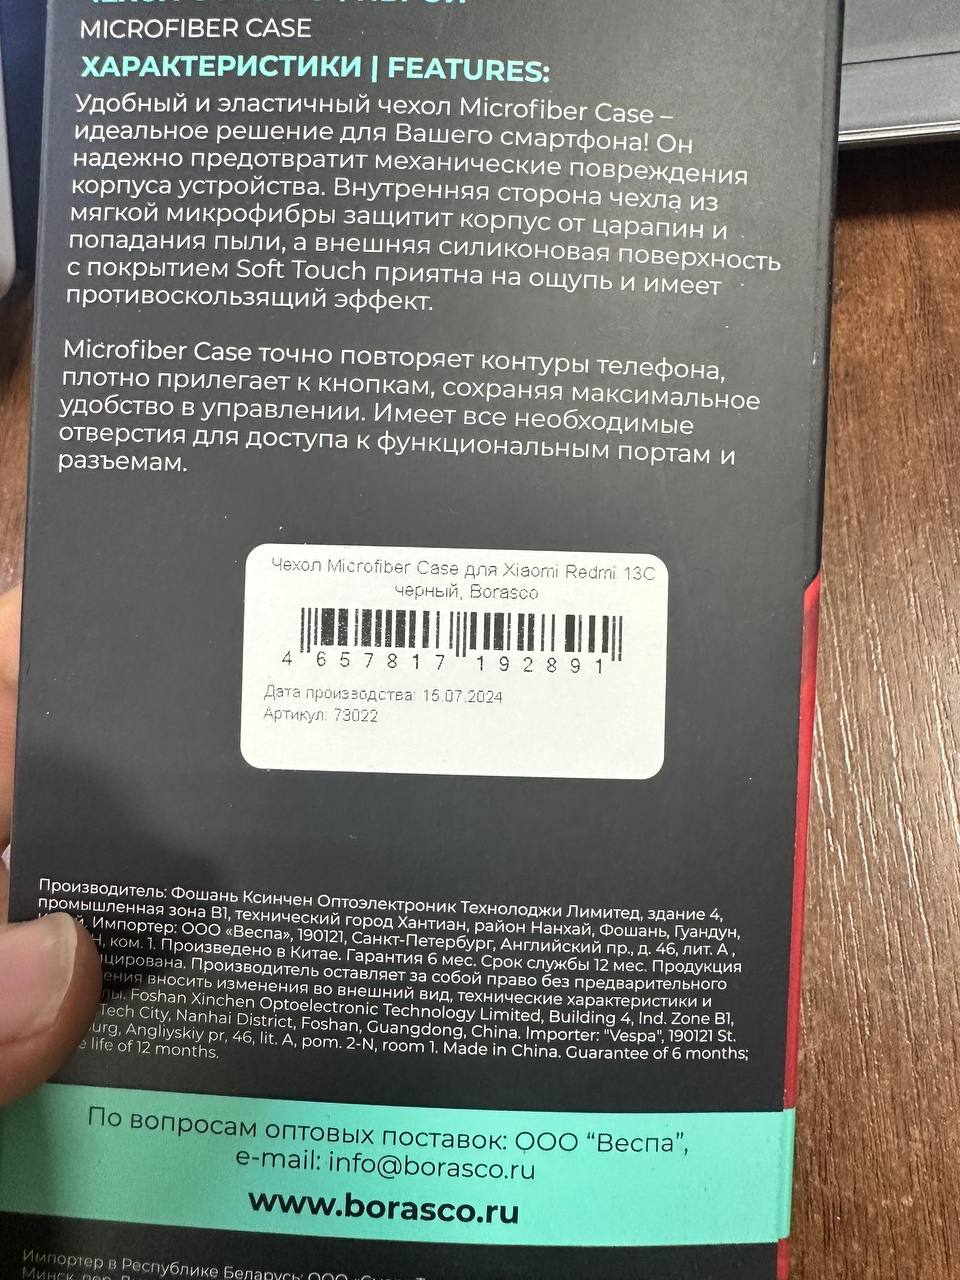 MICROFIBER CASE
ХАРАКТЕРИСТИКИ | FEATURES:
Удобный и эластичный чехол Microfiber Case –
идеальное решение для Вашего смартфона! Он
надежно предотвратит механические повреждения
корпуса устройства. Внутренняя сторона чехла из
мягкой микрофибры защитит корпус от царапин и
попадания пыли, а внешняя силиконовая поверхность
с покрытием Soft Touch приятна на ощупь и имеет
противоскользящий эффект.
Microfiber Case точно повторяет контуры телефона,
плотно прилегает к кнопкам, сохраняя максимальное
удобство в управлении. Имеет все необходимые
отверстия для доступа к функциональным портам и
разъемам.
Чехол Microfiber Case для Xiaomi Redmi 13C
черный, Borasco
4 657817 192891
Дата производства: 15.07.2024
Артикул: 73022
Производитель: Фошань Ксинчен Оптоэлектроник Технолоджи Лимитед, здание 4,
промышленная зона B1, технический город Хантиан, район Нанхай, Фошань, Гуандун,
Импортер: ООО «Веспа», 190121, Санкт-Петербург, Английский пр., д. 46, лит. А,
ком. 1. Произведено в Китае. Гарантия 6 мес. Срок службы 12 мес. Продукция
Производитель оставляет за собой право без предварительного
вносить изменения во внешний вид, технические характеристики и
Foshan Xinchen Optoelectronic Technology Limited, Building 4, Ind. Zone B1,
Tech City, Nanhai District, Foshan, Guangdong, China. Importer: "Vespa", 190121 St.
Angliyskiy pr, 46, lit. A, pom. 2-N, room 1. Made in China. Guarantee of 6 months;
life of 12 months.
По вопросам оптовых поставок: ООО “Веспа”,
e-mail: info@borasco.ru
www.borasco.ru
Импортер в Республике Беларусь: ООО
Минск, пер.